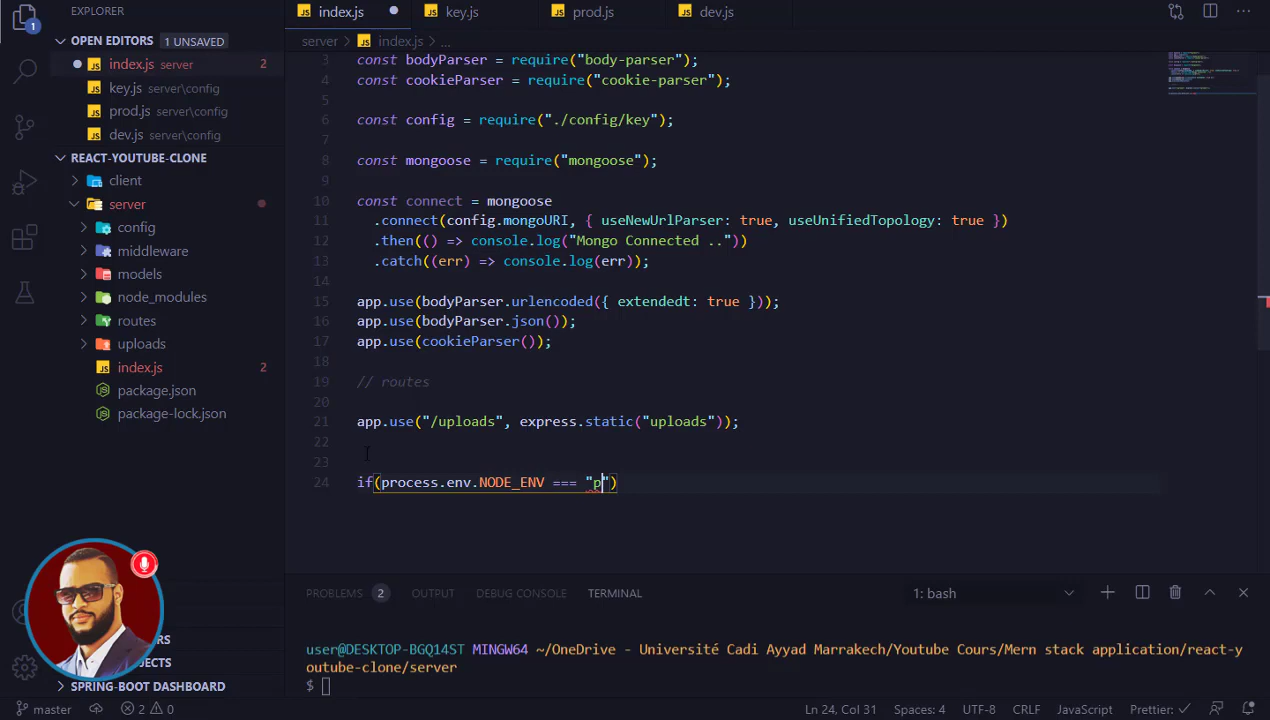 EXPLORER
OPEN EDITORS 1 UNSAVED
index.js server 2
key.js server\config
prod.js server\config
dev.js server\config
REACT-YOUTUBE-CLONE
client
server
config
middleware
models
node_modules
routes
uploads
index.js 2
package.json
package-lock.json
SPRING-BOOT DASHBOARD
1
index.js key.js prod.js dev.js
server > index.js > ...
3 const bodyParser = require("body-parser");
4 const cookieParser = require("cookie-parser");
5
6 const config = require("./config/key");
7
8 const mongoose = require("mongoose");
9
10 const connect = mongoose
11 .connect(config.mongoURI, { useNewUrlParser: true, useUnifiedTopology: true })
12 .then(() => console.log("Mongo Connected .."))
13 .catch((err) => console.log(err));
14
15 app.use(bodyParser.urlencoded({ extendedt: true }));
16 app.use(bodyParser.json());
17 app.use(cookieParser());
18
19 // routes
20
21 app.use("/uploads", express.static("uploads"));
22
23
24 if(process.env.NODE_ENV === "p")
PROBLEMS 2 OUTPUT DEBUG CONSOLE TERMINAL 1: bash
user@DESKTOP-BGQ14ST MINGW64 ~/OneDrive - Université Cadi Ayyad Marrakech/Youtube Cours/Mern stack application/react-y
outube-clone/server
$
master 2 0 Ln 24, Col 31 Spaces: 4 UTF-8 CRLF JavaScript Prettier: ✓